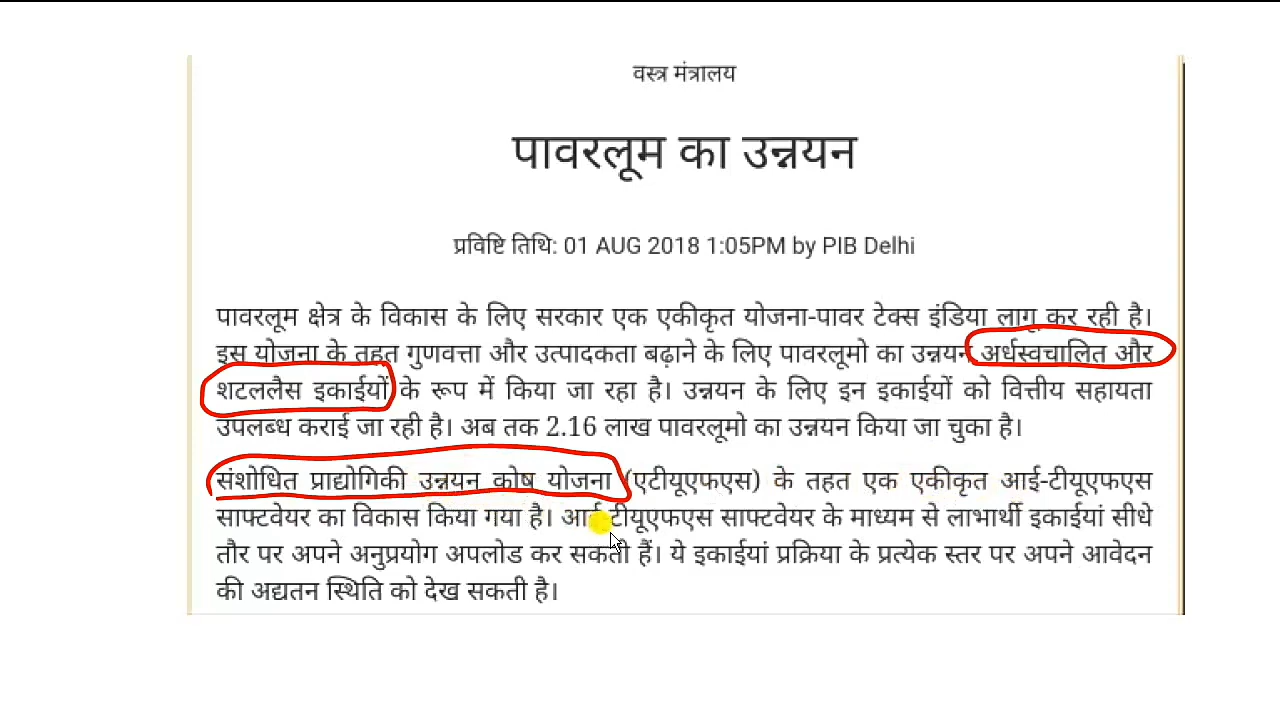 वस्त्र मंत्रालय
पावरलूम का उन्नयन
प्रविष्टि तिथि: 01 AUG 2018 1:05PM by PIB Delhi
पावरलूम क्षेत्र के विकास के लिए सरकार एक एकीकृत योजना-पावर टेक्स इंडिया लागू कर रही है।
इस योजना के तहत गुणवत्ता और उत्पादकता बढ़ाने के लिए पावरलूमो का उन्नयन अर्धस्वचालित और
शटललैस इकाईयों के रूप में किया जा रहा है। उन्नयन के लिए इन इकाईयों को वित्तीय सहायता
उपलब्ध कराई जा रही है। अब तक 2.16 लाख पावरलूमो का उन्नयन किया जा चुका है।
संशोधित प्राद्योगिकी उन्नयन कोष योजना (एटीयूएफएस) के तहत एक एकीकृत आई-टीयूएफएस
साफ्टवेयर का विकास किया गया है। आई-टीयूएफएस साफ्टवेयर के माध्यम से लाभार्थी इकाईयां सीधे
तौर पर अपने अनुप्रयोग अपलोड कर सकती हैं। ये इकाईयां प्रक्रिया के प्रत्येक स्तर पर अपने आवेदन
की अद्यतन स्थिति को देख सकती है।